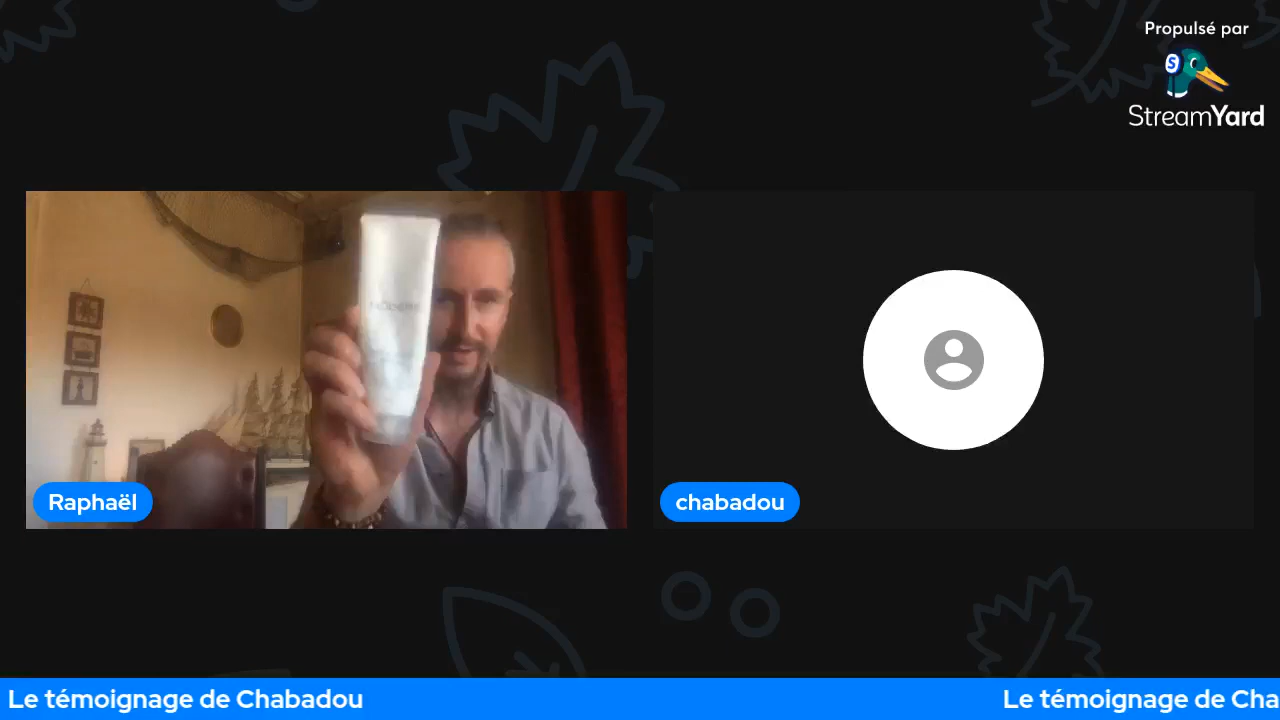 Propulsé par
StreamYard
Raphaël
chabadou
Le témoignage de Chabadou
Le témoignage de Cha